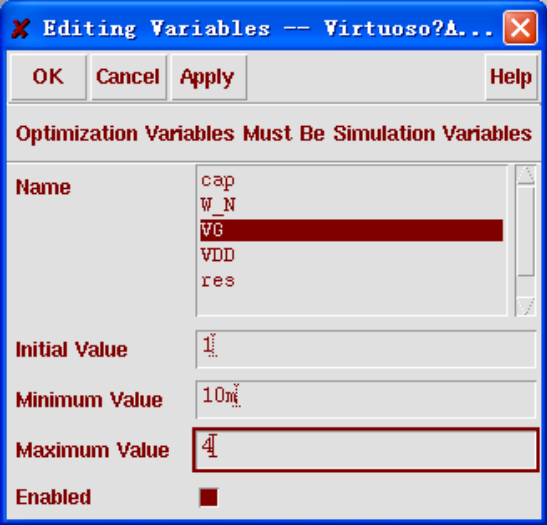 Editing Variables -- Virtuoso?A...
OK Cancel Apply Help
Optimization Variables Must Be Simulation Variables
Name
cap
W_N
VG
VDD
res
Initial Value 1
Minimum Value 10m
Maximum Value 4
Enabled